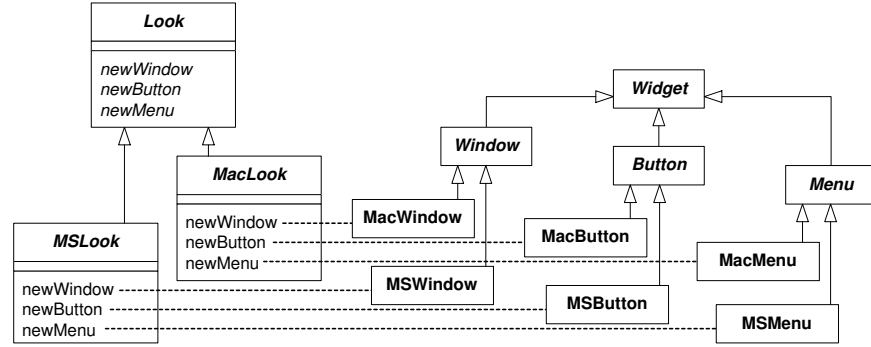 Look
newWindow
newButton
newMenu
Widget
Window
Button
Menu
MacLook
newWindow
newButton
newMenu
MacWindow
MacButton
MacMenu
MSLook
newWindow
newButton
newMenu
MSWindow
MSButton
MSMenu